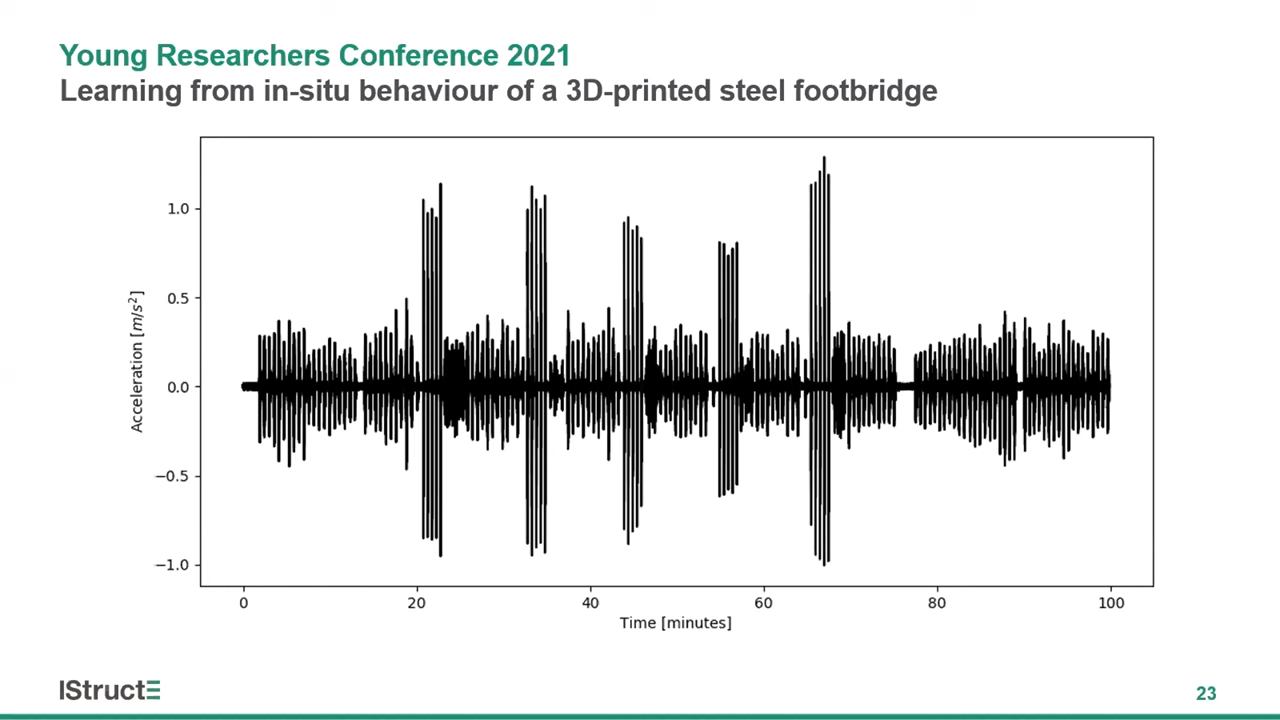 Young Researchers Conference 2021
Learning from in-situ behaviour of a 3D-printed steel footbridge
Acceleration [m/s²]
1.0
0.5
0.0
−0.5
−1.0
0 20 40 60 80 100
Time [minutes]
IStructE
23